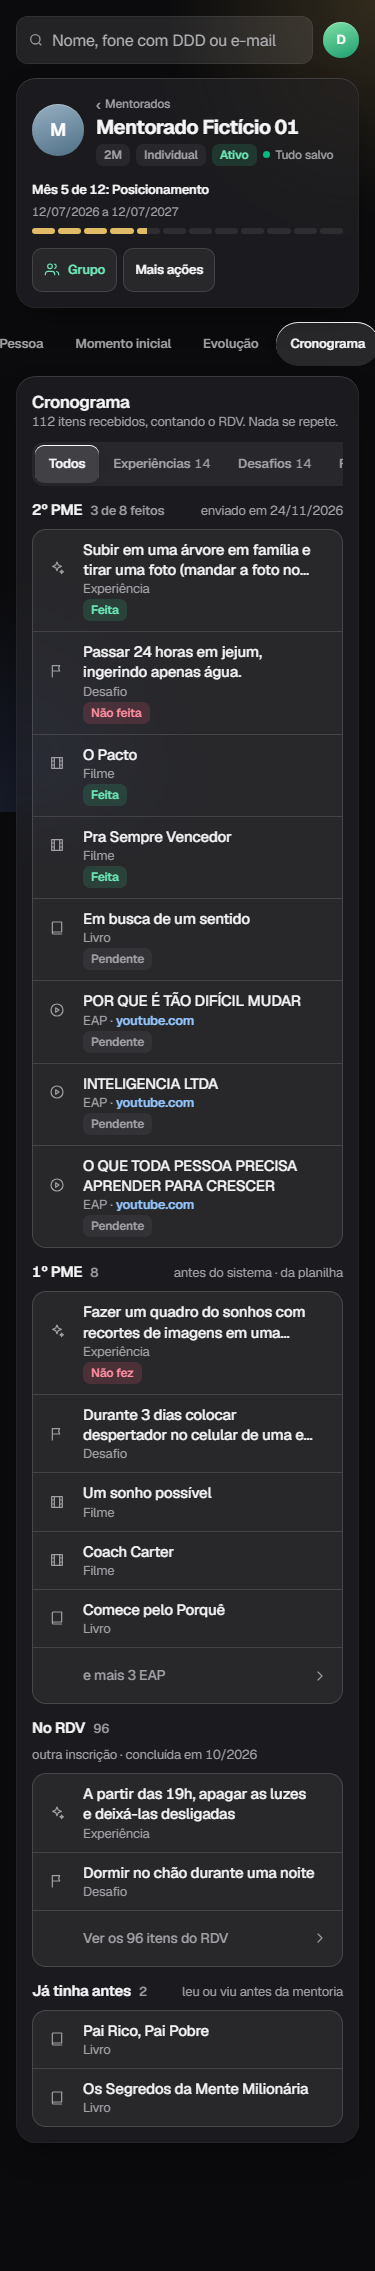 Nome, fone com DDD ou e-mail
D
M
‹ Mentorados
Mentorado Fictício 01
2M Individual Ativo Tudo salvo
Mês 5 de 12: Posicionamento
12/07/2026 a 12/07/2027
Grupo Mais ações
Pessoa Momento inicial Evolução Cronograma
Cronograma
112 itens recebidos, contando o RDV. Nada se repete.
Todos Experiências 14 Desafios 14
2º PME 3 de 8 feitos enviado em 24/11/2026
Subir em uma árvore em família e
tirar uma foto (mandar a foto no...
Experiência
Feita
Passar 24 horas em jejum,
ingerindo apenas água.
Desafio
Não feita
O Pacto
Filme
Feita
Pra Sempre Vencedor
Filme
Feita
Em busca de um sentido
Livro
Pendente
POR QUE É TÃO DIFÍCIL MUDAR
EAP · youtube.com
Pendente
INTELIGENCIA LTDA
EAP · youtube.com
Pendente
O QUE TODA PESSOA PRECISA
APRENDER PARA CRESCER
EAP · youtube.com
Pendente
1º PME 8 antes do sistema · da planilha
Fazer um quadro do sonhos com
recortes de imagens em uma...
Experiência
Não fez
Durante 3 dias colocar
despertador no celular de uma e...
Desafio
Um sonho possível
Filme
Coach Carter
Filme
Comece pelo Porquê
Livro
e mais 3 EAP
No RDV 96
outra inscrição · concluída em 10/2026
A partir das 19h, apagar as luzes
e deixá-las desligadas
Experiência
Dormir no chão durante uma noite
Desafio
Ver os 96 itens do RDV
Já tinha antes 2 leu ou viu antes da mentoria
Pai Rico, Pai Pobre
Livro
Os Segredos da Mente Milionária
Livro